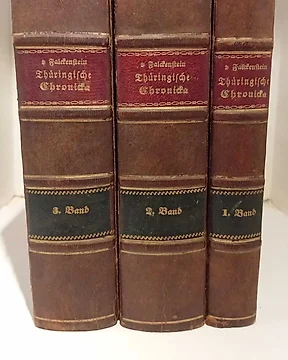 v Falckenstein
Thüringische
Chronicka
3. Band
v Falckenstein
Thüringische
Chronicka
2. Band
v Falckenstein
Thüringische
Chronicka
1. Band